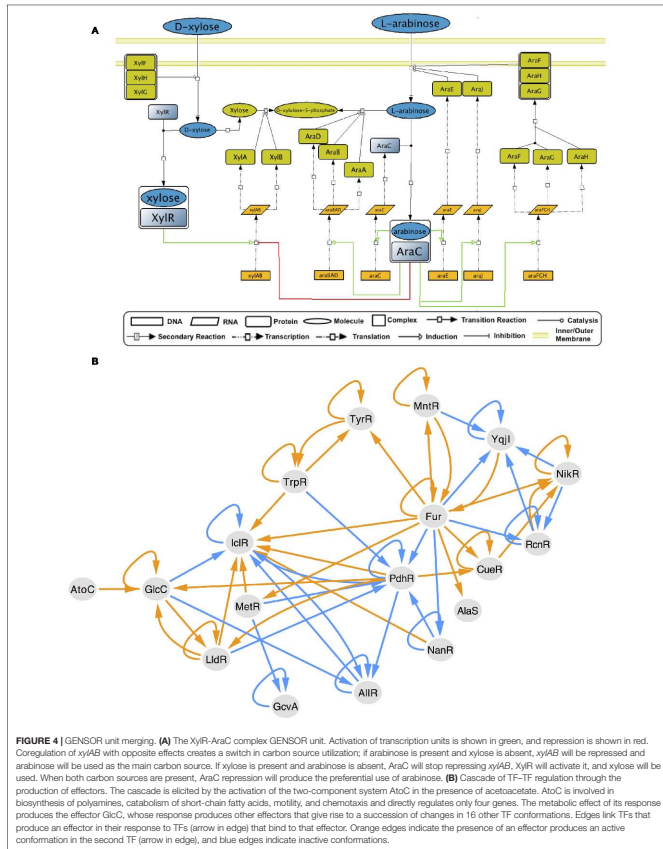 A
D-xylose
L-arabinose
XylF
XylH
XylG
AraF
AraH
AraG
AraE
AraJ
XylR
D-xylose
Xylose
D-xylulose-5-phosphate
L-arabinose
AraD
AraB
AraA
AraC
XylA
XylB
AraF
AraG
AraH
xylose
XylR
xylAB
araBAD
araC
arabinose
AraC
araE
araJ
araFGH
xylAB
araBAD
araC
araE
araJ
araFGH
DNA
RNA
Protein
Molecule
Complex
Transition Reaction
Catalysis
Secondary Reaction
Transcription
Translation
Induction
Inhibition
Inner/Outer
Membrane
B
TyrR
MntR
YqjI
NikR
TrpR
Fur
RcnR
IclR
CueR
PdhR
AtoC
GlcC
MetR
AlaS
LldR
NanR
GcvA
AllR
FIGURE 4 | GENSOR unit merging. (A) The XylR-AraC complex GENSOR unit. Activation of transcription units is shown in green, and repression is shown in red.
Coregulation of xylAB with opposite effects creates a switch in carbon source utilization; if arabinose is present and xylose is absent, xylAB will be repressed and
arabinose will be used as the main carbon source. If xylose is present and arabinose is absent, AraC will stop repressing xylAB, XylR will activate it, and xylose will be
used. When both carbon sources are present, AraC repression will produce the preferential use of arabinose. (B) Cascade of TF–TF regulation through the
production of effectors. The cascade is elicited by the activation of the two-component system AtoC in the presence of acetoacetate. AtoC is involved in
biosynthesis of polyamines, catabolism of short-chain fatty acids, motility, and chemotaxis and directly regulates only four genes. The metabolic effect of its response
produces the effector GlcC, whose response produces other effectors that give rise to a succession of changes in 16 other TF conformations. Edges link TFs that
produce an effector in their response to TFs (arrow in edge) that bind to that effector. Orange edges indicate the presence of an effector produces an active
conformation in the second TF (arrow in edge), and blue edges indicate inactive conformations.